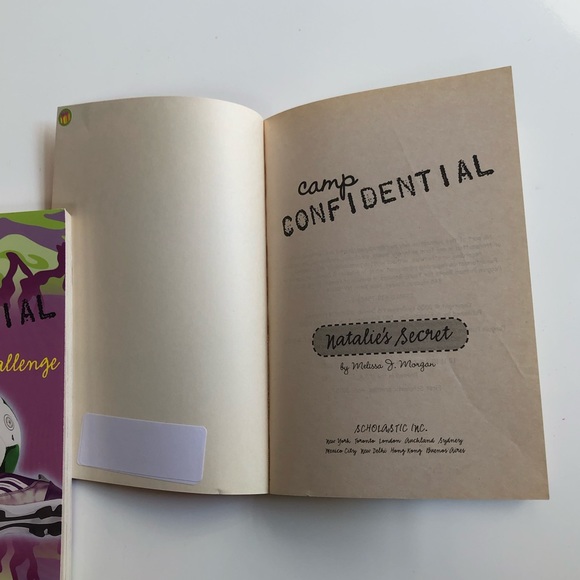 camp
CONFIDENTIAL
Natalie's Secret
by Melissa J. Morgan
SCHOLASTIC INC.
New York Toronto London Auckland Sydney
Mexico City New Delhi Hong Kong Buenos Aires
IAL
allenge